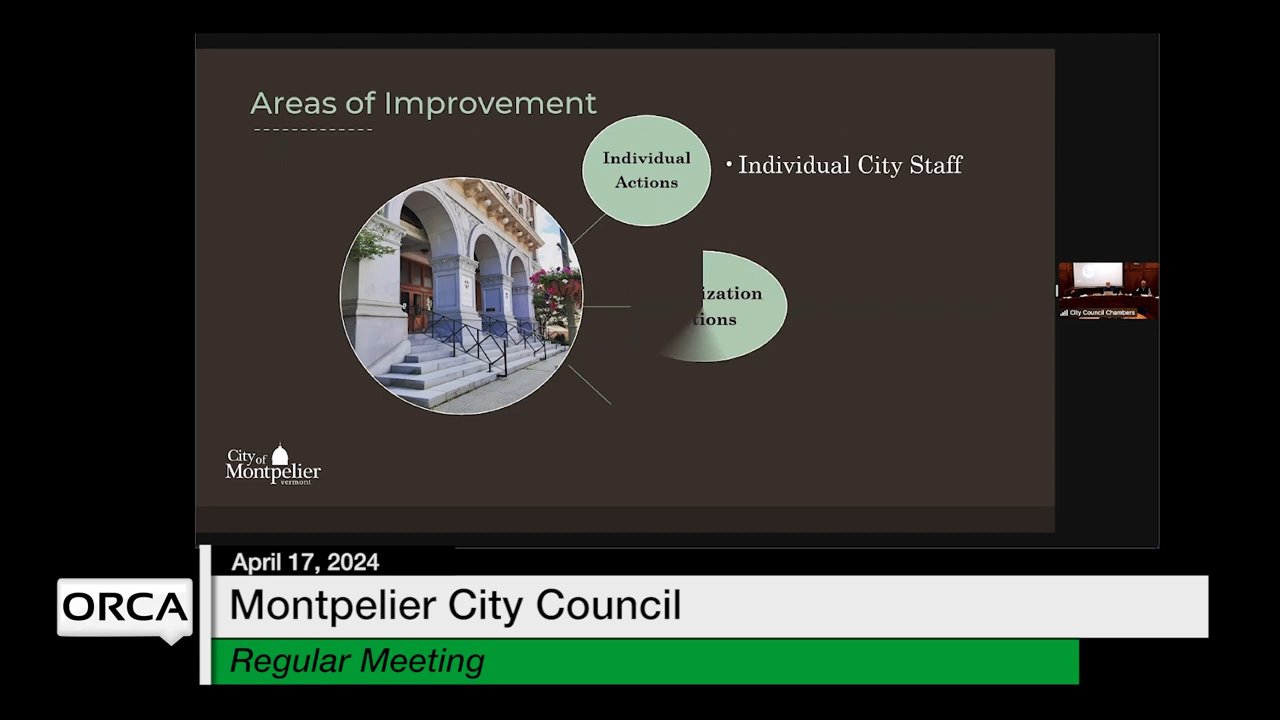 Areas of Improvement
Individual
Actions
• Individual City Staff
ization
tions
City of
Montpelier
vermont
City Council Chambers
April 17, 2024
ORCA
Montpelier City Council
Regular Meeting